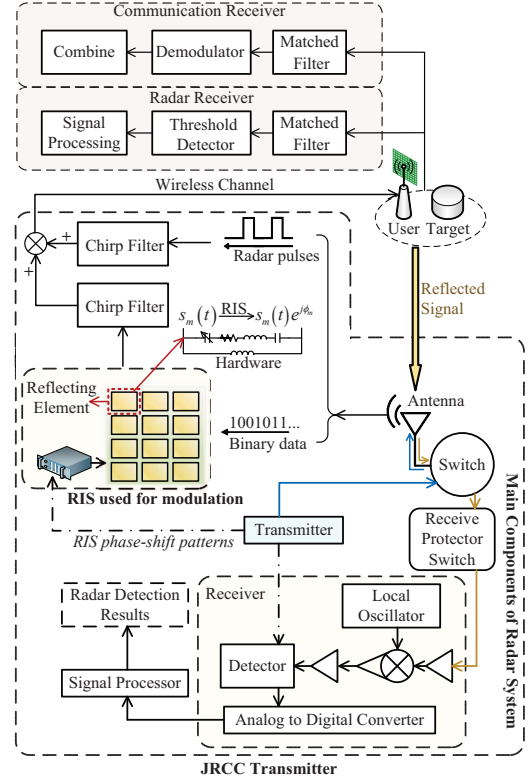 Communication Receiver
Combine
Demodulator
Matched
Filter
Radar Receiver
Signal
Processing
Threshold
Detector
Matched
Filter
Wireless Channel
User Target
+
Chirp Filter
Radar pulses
+
Chirp Filter
Reflected
Signal
s_m(t) RIS s_m(t)e^{jϕ_m}
Hardware
Reflecting
Element
Antenna
1001011...
Binary data
Switch
RIS used for modulation
Transmitter
RIS phase-shift patterns
Receive
Protector
Switch
Main Components of Radar System
Radar Detection
Results
Receiver
Local
Oscillator
Signal Processor
Detector
Analog to Digital Converter
JRCC Transmitter